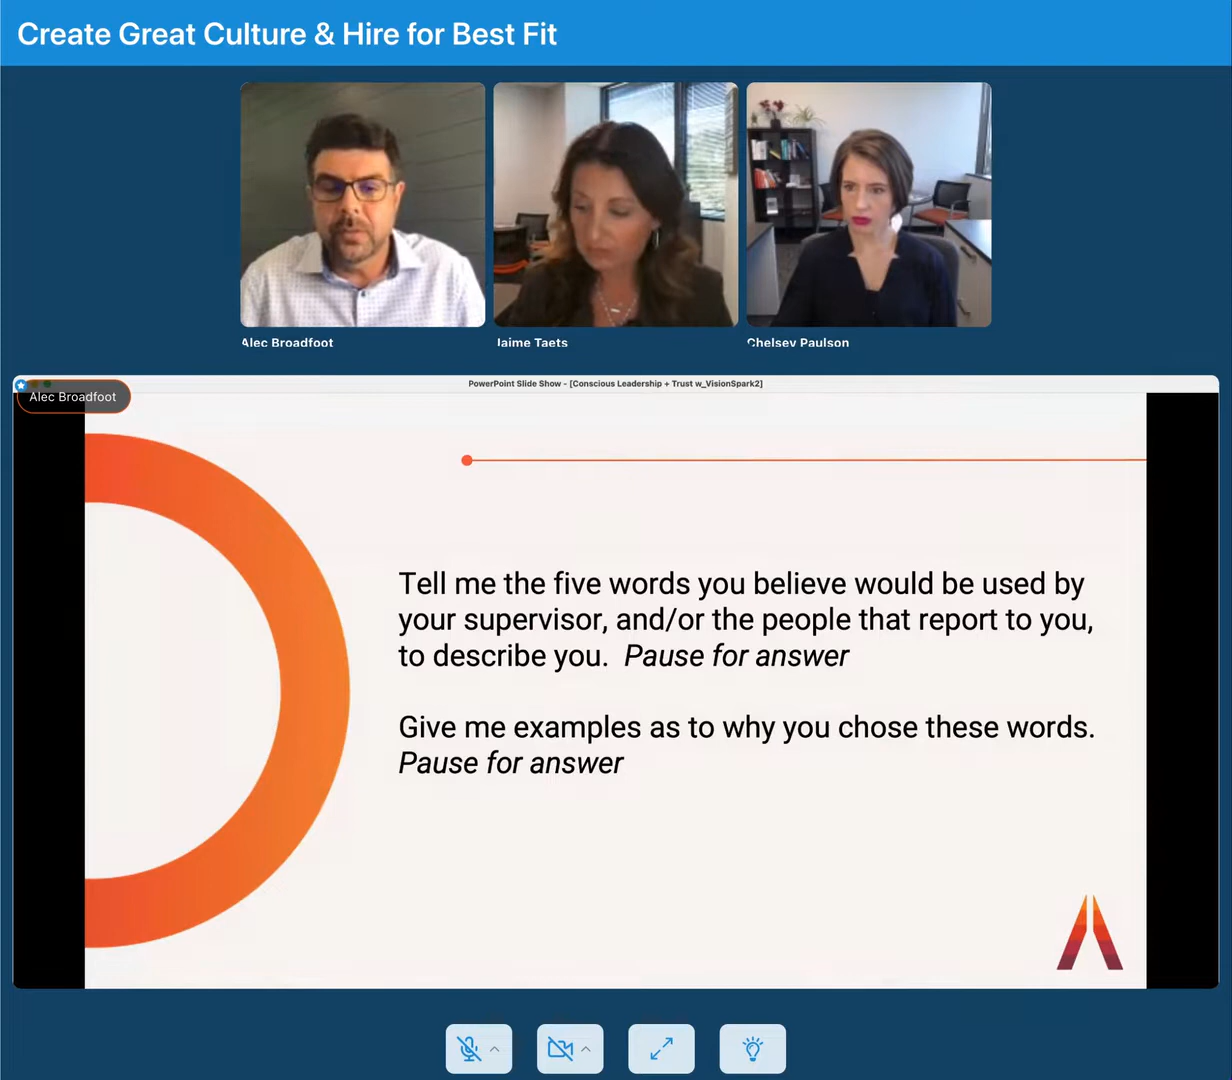 Create Great Culture & Hire for Best Fit
Alec Broadfoot
Jaime Taets
Chelsey Paulson
PowerPoint Slide Show - [Conscious Leadership + Trust w_VisionSpark2]
Alec Broadfoot
Tell me the five words you believe would be used by
your supervisor, and/or the people that report to you,
to describe you. Pause for answer
Give me examples as to why you chose these words.
Pause for answer